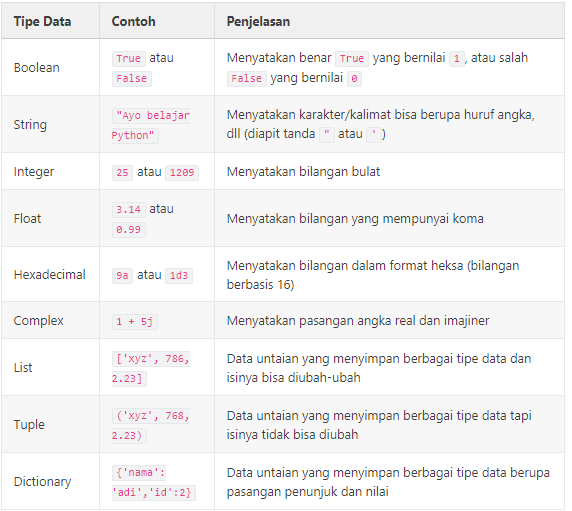 Tipe Data Contoh Penjelasan
Boolean
True atau
False
Menyatakan benar True yang bernilai 1, atau salah
False yang bernilai 0
String
"Ayo belajar
Python"
Menyatakan karakter/kalimat bisa berupa huruf angka,
dll (diapit tanda " atau ' )
Integer
25 atau 1209
Menyatakan bilangan bulat
Float
3.14 atau
0.99
Menyatakan bilangan yang mempunyai koma
Hexadecimal
9a atau 1d3
Menyatakan bilangan dalam format heksa (bilangan
berbasis 16)
Complex
1 + 5j
Menyatakan pasangan angka real dan imajiner
List
['xyz', 786,
2.23]
Data untaian yang menyimpan berbagai tipe data dan
isinya bisa diubah-ubah
Tuple
('xyz', 768,
2.23)
Data untaian yang menyimpan berbagai tipe data tapi
isinya tidak bisa diubah
Dictionary
{'nama':
'adi','id':2}
Data untaian yang menyimpan berbagai tipe data berupa
pasangan penunjuk dan nilai